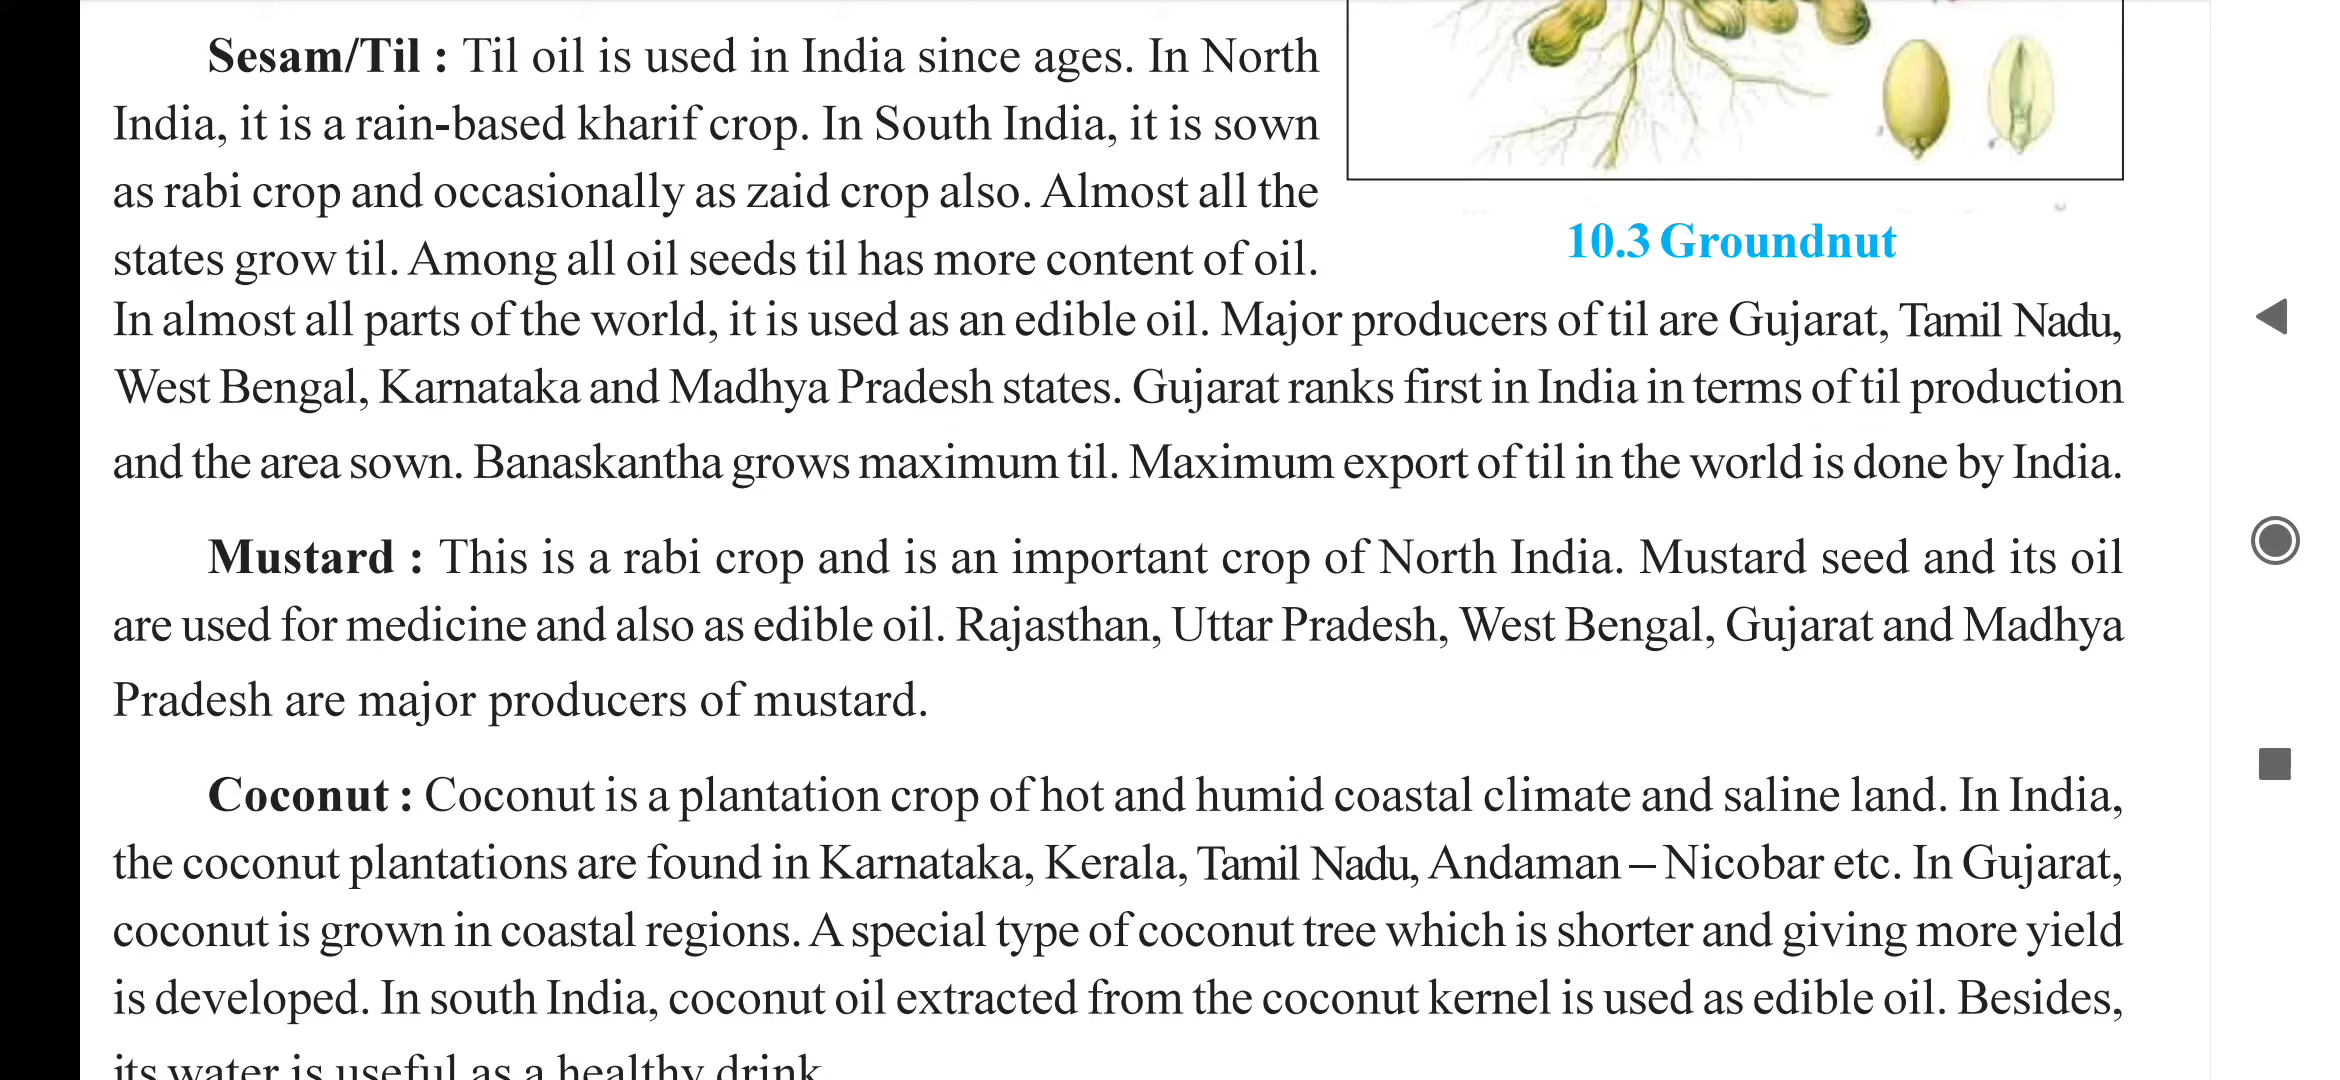 Sesam/Til : Til oil is used in India since ages. In North
India, it is a rain-based kharif crop. In South India, it is sown
as rabi crop and occasionally as zaid crop also. Almost all the
states grow til. Among all oil seeds til has more content of oil.
10.3 Groundnut
In almost all parts of the world, it is used as an edible oil. Major producers of til are Gujarat, Tamil Nadu,
West Bengal, Karnataka and Madhya Pradesh states. Gujarat ranks first in India in terms of til production
and the area sown. Banaskantha grows maximum til. Maximum export of til in the world is done by India.
Mustard : This is a rabi crop and is an important crop of North India. Mustard seed and its oil
are used for medicine and also as edible oil. Rajasthan, Uttar Pradesh, West Bengal, Gujarat and Madhya
Pradesh are major producers of mustard.
Coconut : Coconut is a plantation crop of hot and humid coastal climate and saline land. In India,
the coconut plantations are found in Karnataka, Kerala, Tamil Nadu, Andaman – Nicobar etc. In Gujarat,
coconut is grown in coastal regions. A special type of coconut tree which is shorter and giving more yield
is developed. In south India, coconut oil extracted from the coconut kernel is used as edible oil. Besides,
its water is useful as a healthy drink